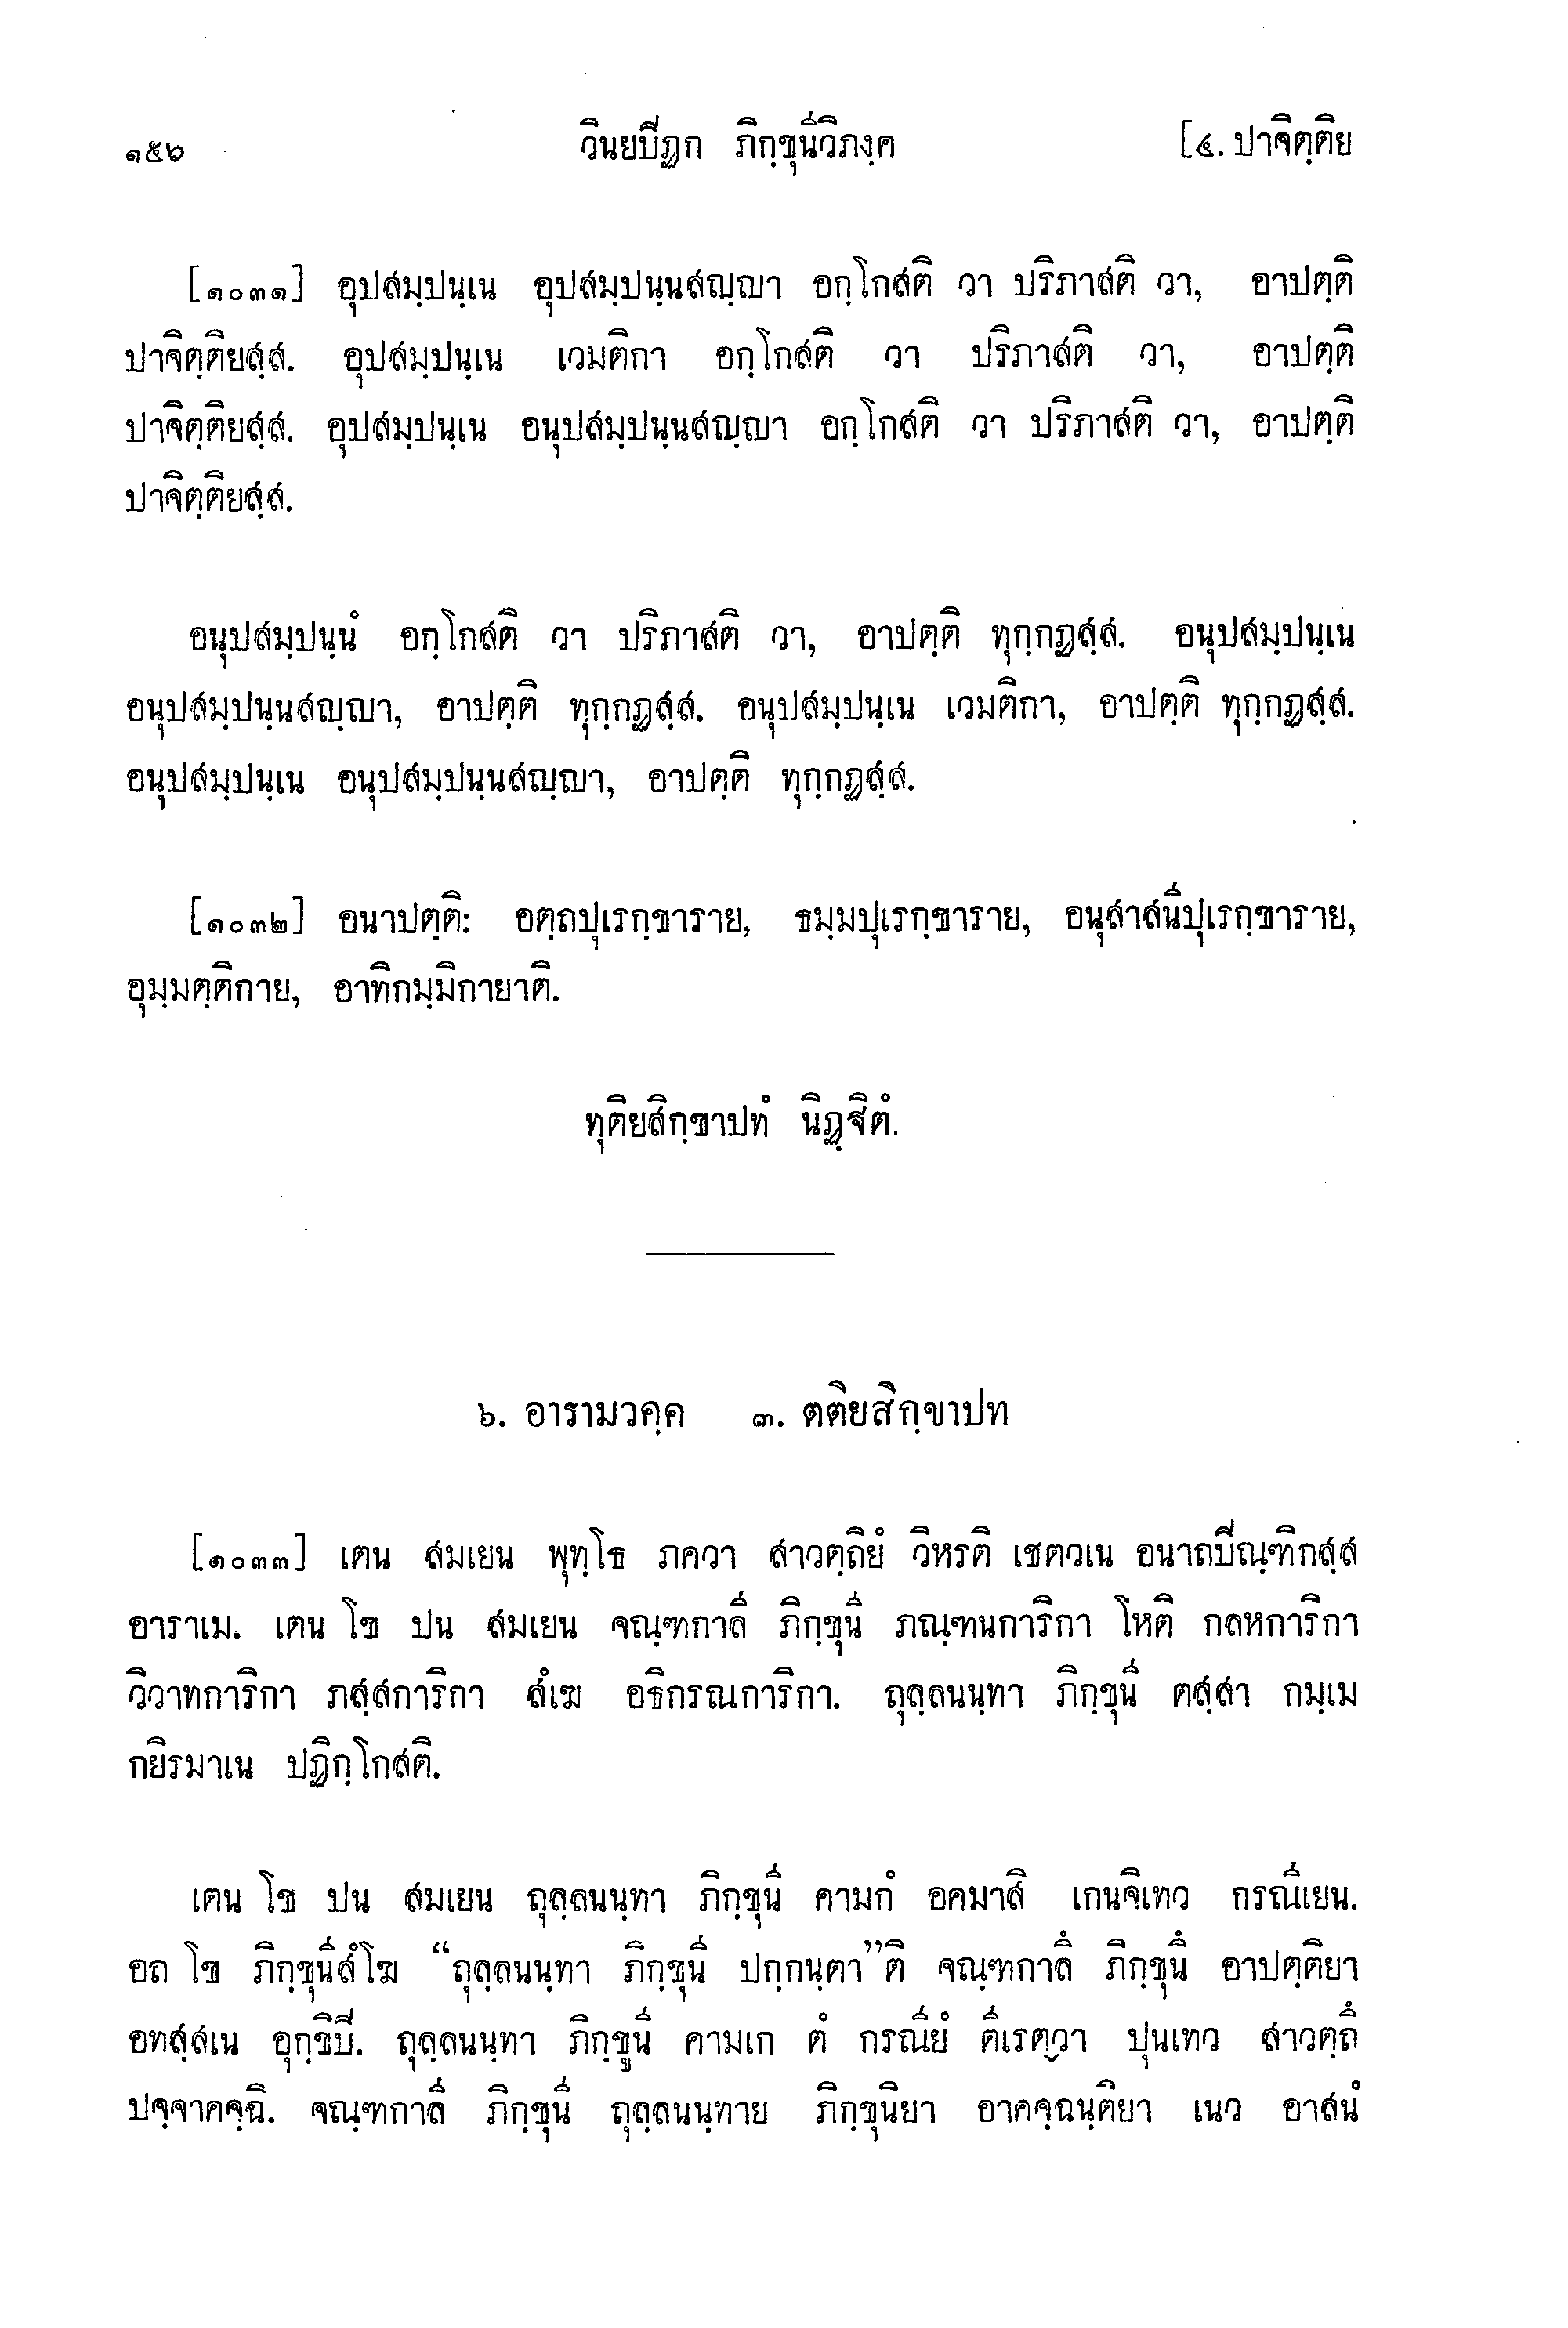 ๑๕๖ วินยปิฏก ภิกฺขุนีวิภงฺค [๔. ปาจิตฺติย
[๑๐๓๑] อุปสมฺปนฺเน อุปสมฺปนฺนสญฺญา อกฺโกสติ วา ปริภาสติ วา, อาปตฺติ
ปาจิตฺติยสฺส. อุปสมฺปนฺเน เวมติกา อกฺโกสติ วา ปริภาสติ วา, อาปตฺติ
ปาจิตฺติยสฺส. อุปสมฺปนฺเน อนุปสมฺปนฺนสญฺญา อกฺโกสติ วา ปริภาสติ วา, อาปตฺติ
ปาจิตฺติยสฺส.
อนุปสมฺปนฺนํ อกฺโกสติ วา ปริภาสติ วา, อาปตฺติ ทุกฺกฏสฺส. อนุปสมฺปนฺเน
อนุปสมฺปนฺนสญฺญา, อาปตฺติ ทุกฺกฏสฺส. อนุปสมฺปนฺเน เวมติกา, อาปตฺติ ทุกฺกฏสฺส.
อนุปสมฺปนฺเน อนุปสมฺปนฺนสญฺญา, อาปตฺติ ทุกฺกฏสฺส.
[๑๐๓๒] อนาปตฺติ: อตฺถปุเรกฺขาราย, ธมฺมปุเรกฺขาราย, อนุสาสนีปุเรกฺขาราย,
อุมฺมตฺติกาย, อาทิกมฺมิกายาติ.
ทุติยสิกฺขาปทํ นิฏฺฐิตํ.
๖. อารามวคฺค ๓. ตติยสิกฺขาปท
[๑๐๓๓] เตน สมเยน พุทฺโธ ภควา สาวตฺถิยํ วิหรติ เชตวเน อนาถปิณฺฑิกสฺส
อาราเม. เตน โข ปน สมเยน จณฺฑกาลี ภิกฺขุนี ภณฺฑนการิกา โหติ กลหการิกา
วิวาทการิกา ภสฺสการิกา สํเฆ อธิกรณการิกา. ถุลฺลนนฺทา ภิกฺขุนี ตสฺสา กมฺเม
กยิรมาเน ปฏิกฺโกสติ.
เตน โข ปน สมเยน ถุลฺลนนฺทา ภิกฺขุนี คามกํ อคมาสิ เกนจิเทว กรณีเยน.
อถ โข ภิกฺขุนีสํโฆ “ถุลฺลนนฺทา ภิกฺขุนี ปกฺกนฺตา”ติ จณฺฑกาลึ ภิกฺขุนึ อาปตฺติยา
อทสฺสเน อุกฺขิปิ. ถุลฺลนนฺทา ภิกฺขูนี คามเก ตํ กรณียํ ตีเรตฺวา ปุนเทว สาวตฺถึ
ปจฺจาคจฺฉิ. จณฺฑกาลี ภิกฺขุนี ถุลฺลนนฺทาย ภิกฺขุนิยา อาคจฺฉนฺติยา เนว อาสนํ